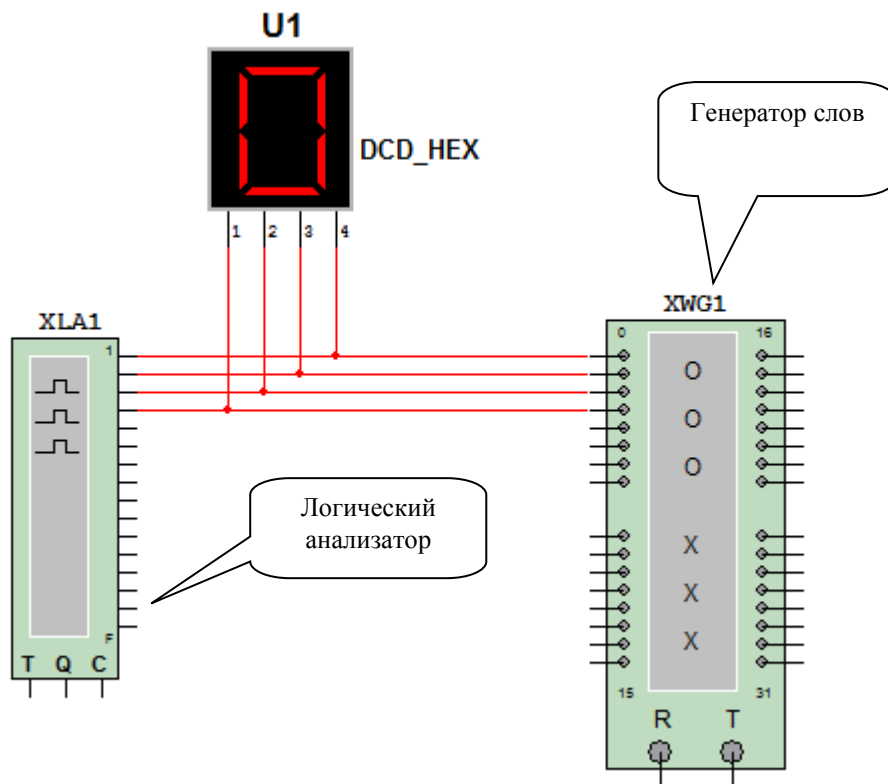 U1
DCD_HEX
1 2 3 4
Генератор слов
XLA1
1
F
T Q C
Логический
анализатор
XWG1
0 16
O
O
O
X
X
X
15 31
R T